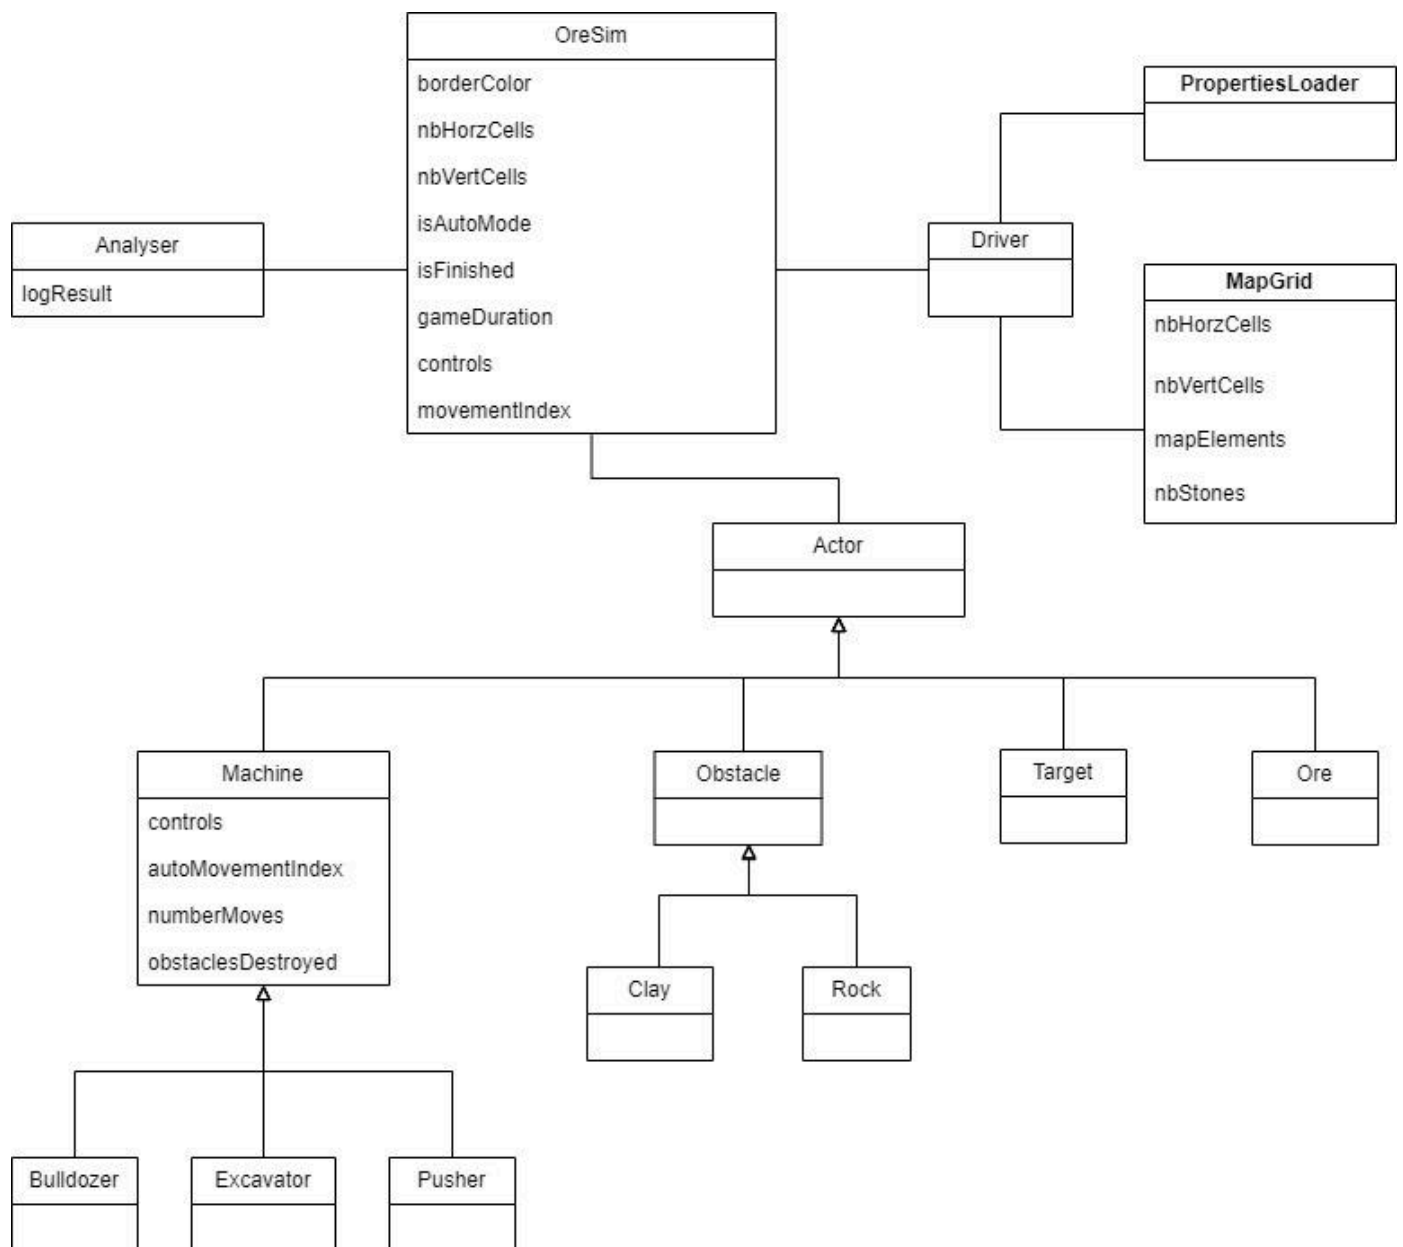 OreSim
borderColor
nbHorzCells
nbVertCells
isAutoMode
isFinished
gameDuration
controls
movementIndex
PropertiesLoader
Analyser
logResult
Driver
MapGrid
nbHorzCells
nbVertCells
mapElements
nbStones
Actor
Machine
controls
autoMovementIndex
numberMoves
obstaclesDestroyed
Obstacle
Target
Ore
Clay
Rock
Bulldozer
Excavator
Pusher